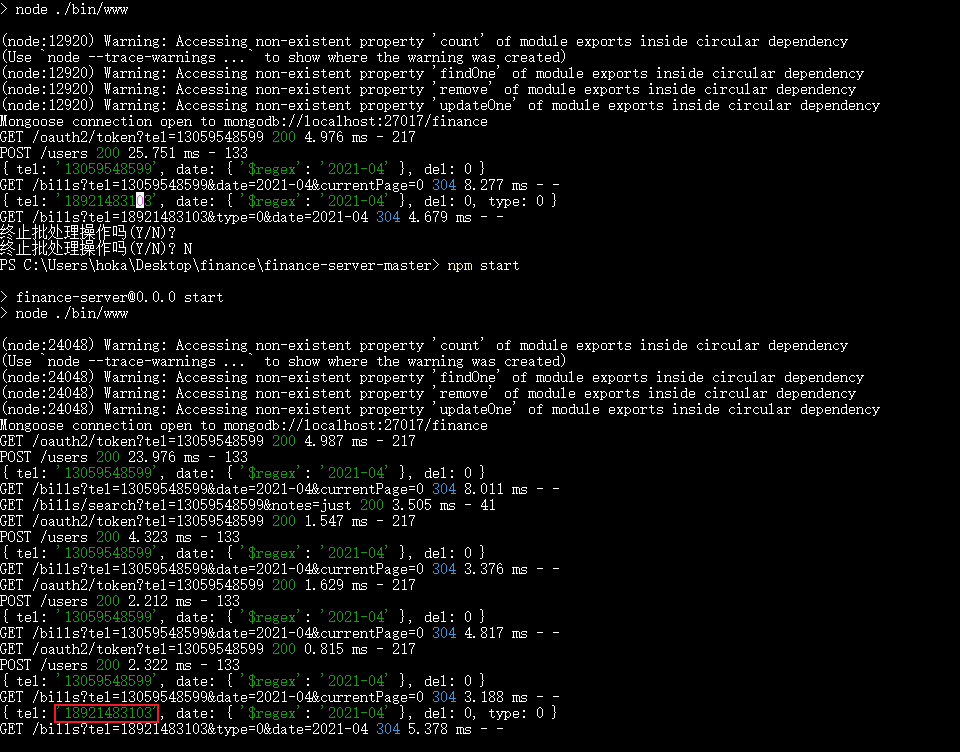 > node ./bin/www
(node:12920) Warning: Accessing non-existent property 'count' of module exports inside circular dependency
(Use `node --trace-warnings ...` to show where the warning was created)
(node:12920) Warning: Accessing non-existent property 'findOne' of module exports inside circular dependency
(node:12920) Warning: Accessing non-existent property 'remove' of module exports inside circular dependency
(node:12920) Warning: Accessing non-existent property 'updateOne' of module exports inside circular dependency
Mongoose connection open to mongodb://localhost:27017/finance
GET /oauth2/token?tel=13059548599 200 4.976 ms - 217
POST /users 200 25.751 ms - 133
{ tel: '13059548599', date: { '$regex': '2021-04' }, del: 0 }
GET /bills?tel=13059548599&date=2021-04&currentPage=0 304 8.277 ms - -
{ tel: '18921483103', date: { '$regex': '2021-04' }, del: 0, type: 0 }
GET /bills?tel=18921483103&type=0&date=2021-04 304 4.679 ms - -
终止批处理操作吗(Y/N)?
终止批处理操作吗(Y/N)? N
PS C:\Users\hoka\Desktop\finance\finance-server-master> npm start
> finance-server@0.0.0 start
> node ./bin/www
(node:24048) Warning: Accessing non-existent property 'count' of module exports inside circular dependency
(Use `node --trace-warnings ...` to show where the warning was created)
(node:24048) Warning: Accessing non-existent property 'findOne' of module exports inside circular dependency
(node:24048) Warning: Accessing non-existent property 'remove' of module exports inside circular dependency
(node:24048) Warning: Accessing non-existent property 'updateOne' of module exports inside circular dependency
Mongoose connection open to mongodb://localhost:27017/finance
GET /oauth2/token?tel=13059548599 200 4.987 ms - 217
POST /users 200 23.976 ms - 133
{ tel: '13059548599', date: { '$regex': '2021-04' }, del: 0 }
GET /bills?tel=13059548599&date=2021-04&currentPage=0 304 8.011 ms - -
GET /bills/search?tel=13059548599&notes=just 200 3.505 ms - 41
GET /oauth2/token?tel=13059548599 200 1.547 ms - 217
POST /users 200 4.323 ms - 133
{ tel: '13059548599', date: { '$regex': '2021-04' }, del: 0 }
GET /bills?tel=13059548599&date=2021-04&currentPage=0 304 3.376 ms - -
GET /oauth2/token?tel=13059548599 200 1.629 ms - 217
POST /users 200 2.212 ms - 133
{ tel: '13059548599', date: { '$regex': '2021-04' }, del: 0 }
GET /bills?tel=13059548599&date=2021-04&currentPage=0 304 4.817 ms - -
GET /oauth2/token?tel=13059548599 200 0.815 ms - 217
POST /users 200 2.322 ms - 133
{ tel: '13059548599', date: { '$regex': '2021-04' }, del: 0 }
GET /bills?tel=13059548599&date=2021-04&currentPage=0 304 3.188 ms - -
{ tel: '18921483103', date: { '$regex': '2021-04' }, del: 0, type: 0 }
GET /bills?tel=18921483103&type=0&date=2021-04 304 5.378 ms - -